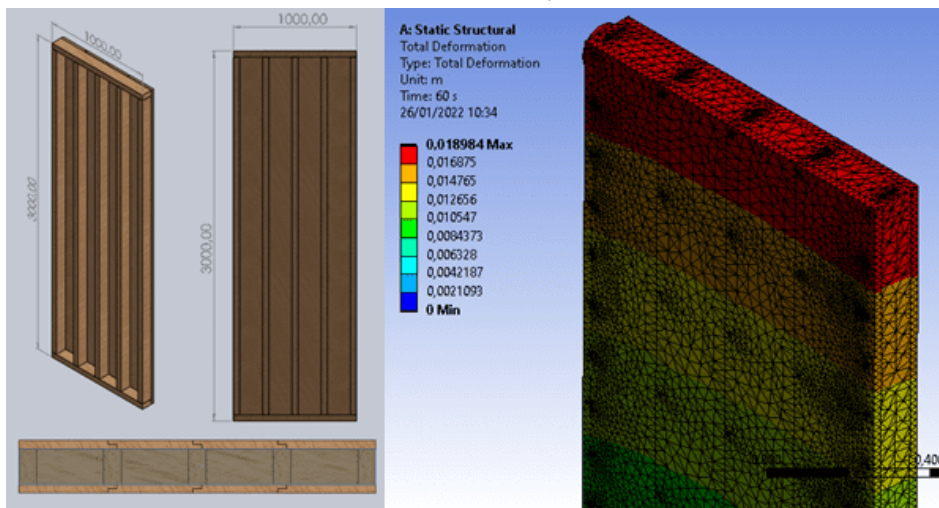 1000,00
3000,00
1000,00
3000,00
A: Static Structural
Total Deformation
Type: Total Deformation
Unit: m
Time: 60 s
26/01/2022 10:34
0,018984 Max
0,016875
0,014765
0,012656
0,010547
0,0084373
0,006328
0,0042187
0,0021093
0 Min
0,400